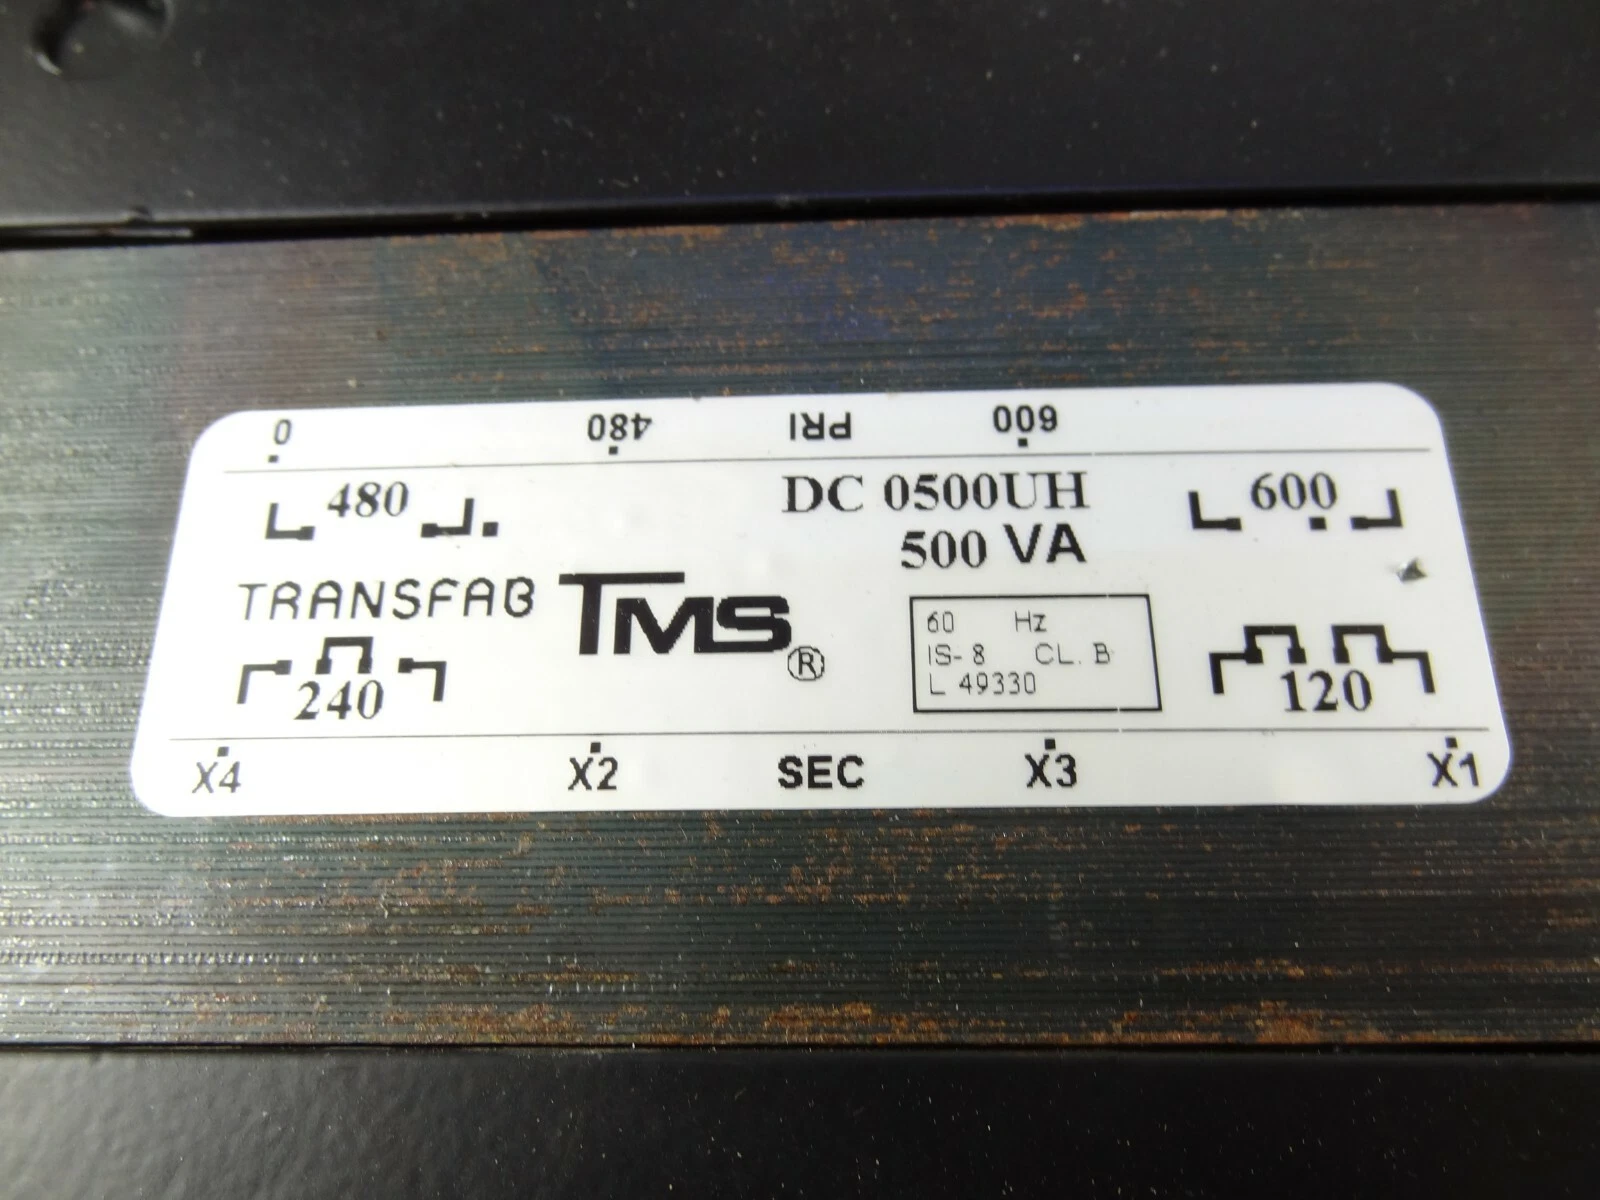 0 480 PRI 600
480 DC 0500UH 600
500 VA
TRANSFAB TMS ®
60 Hz
IS- 8 CL. B
L 49330
240 120
X4 X2 SEC X3 X1